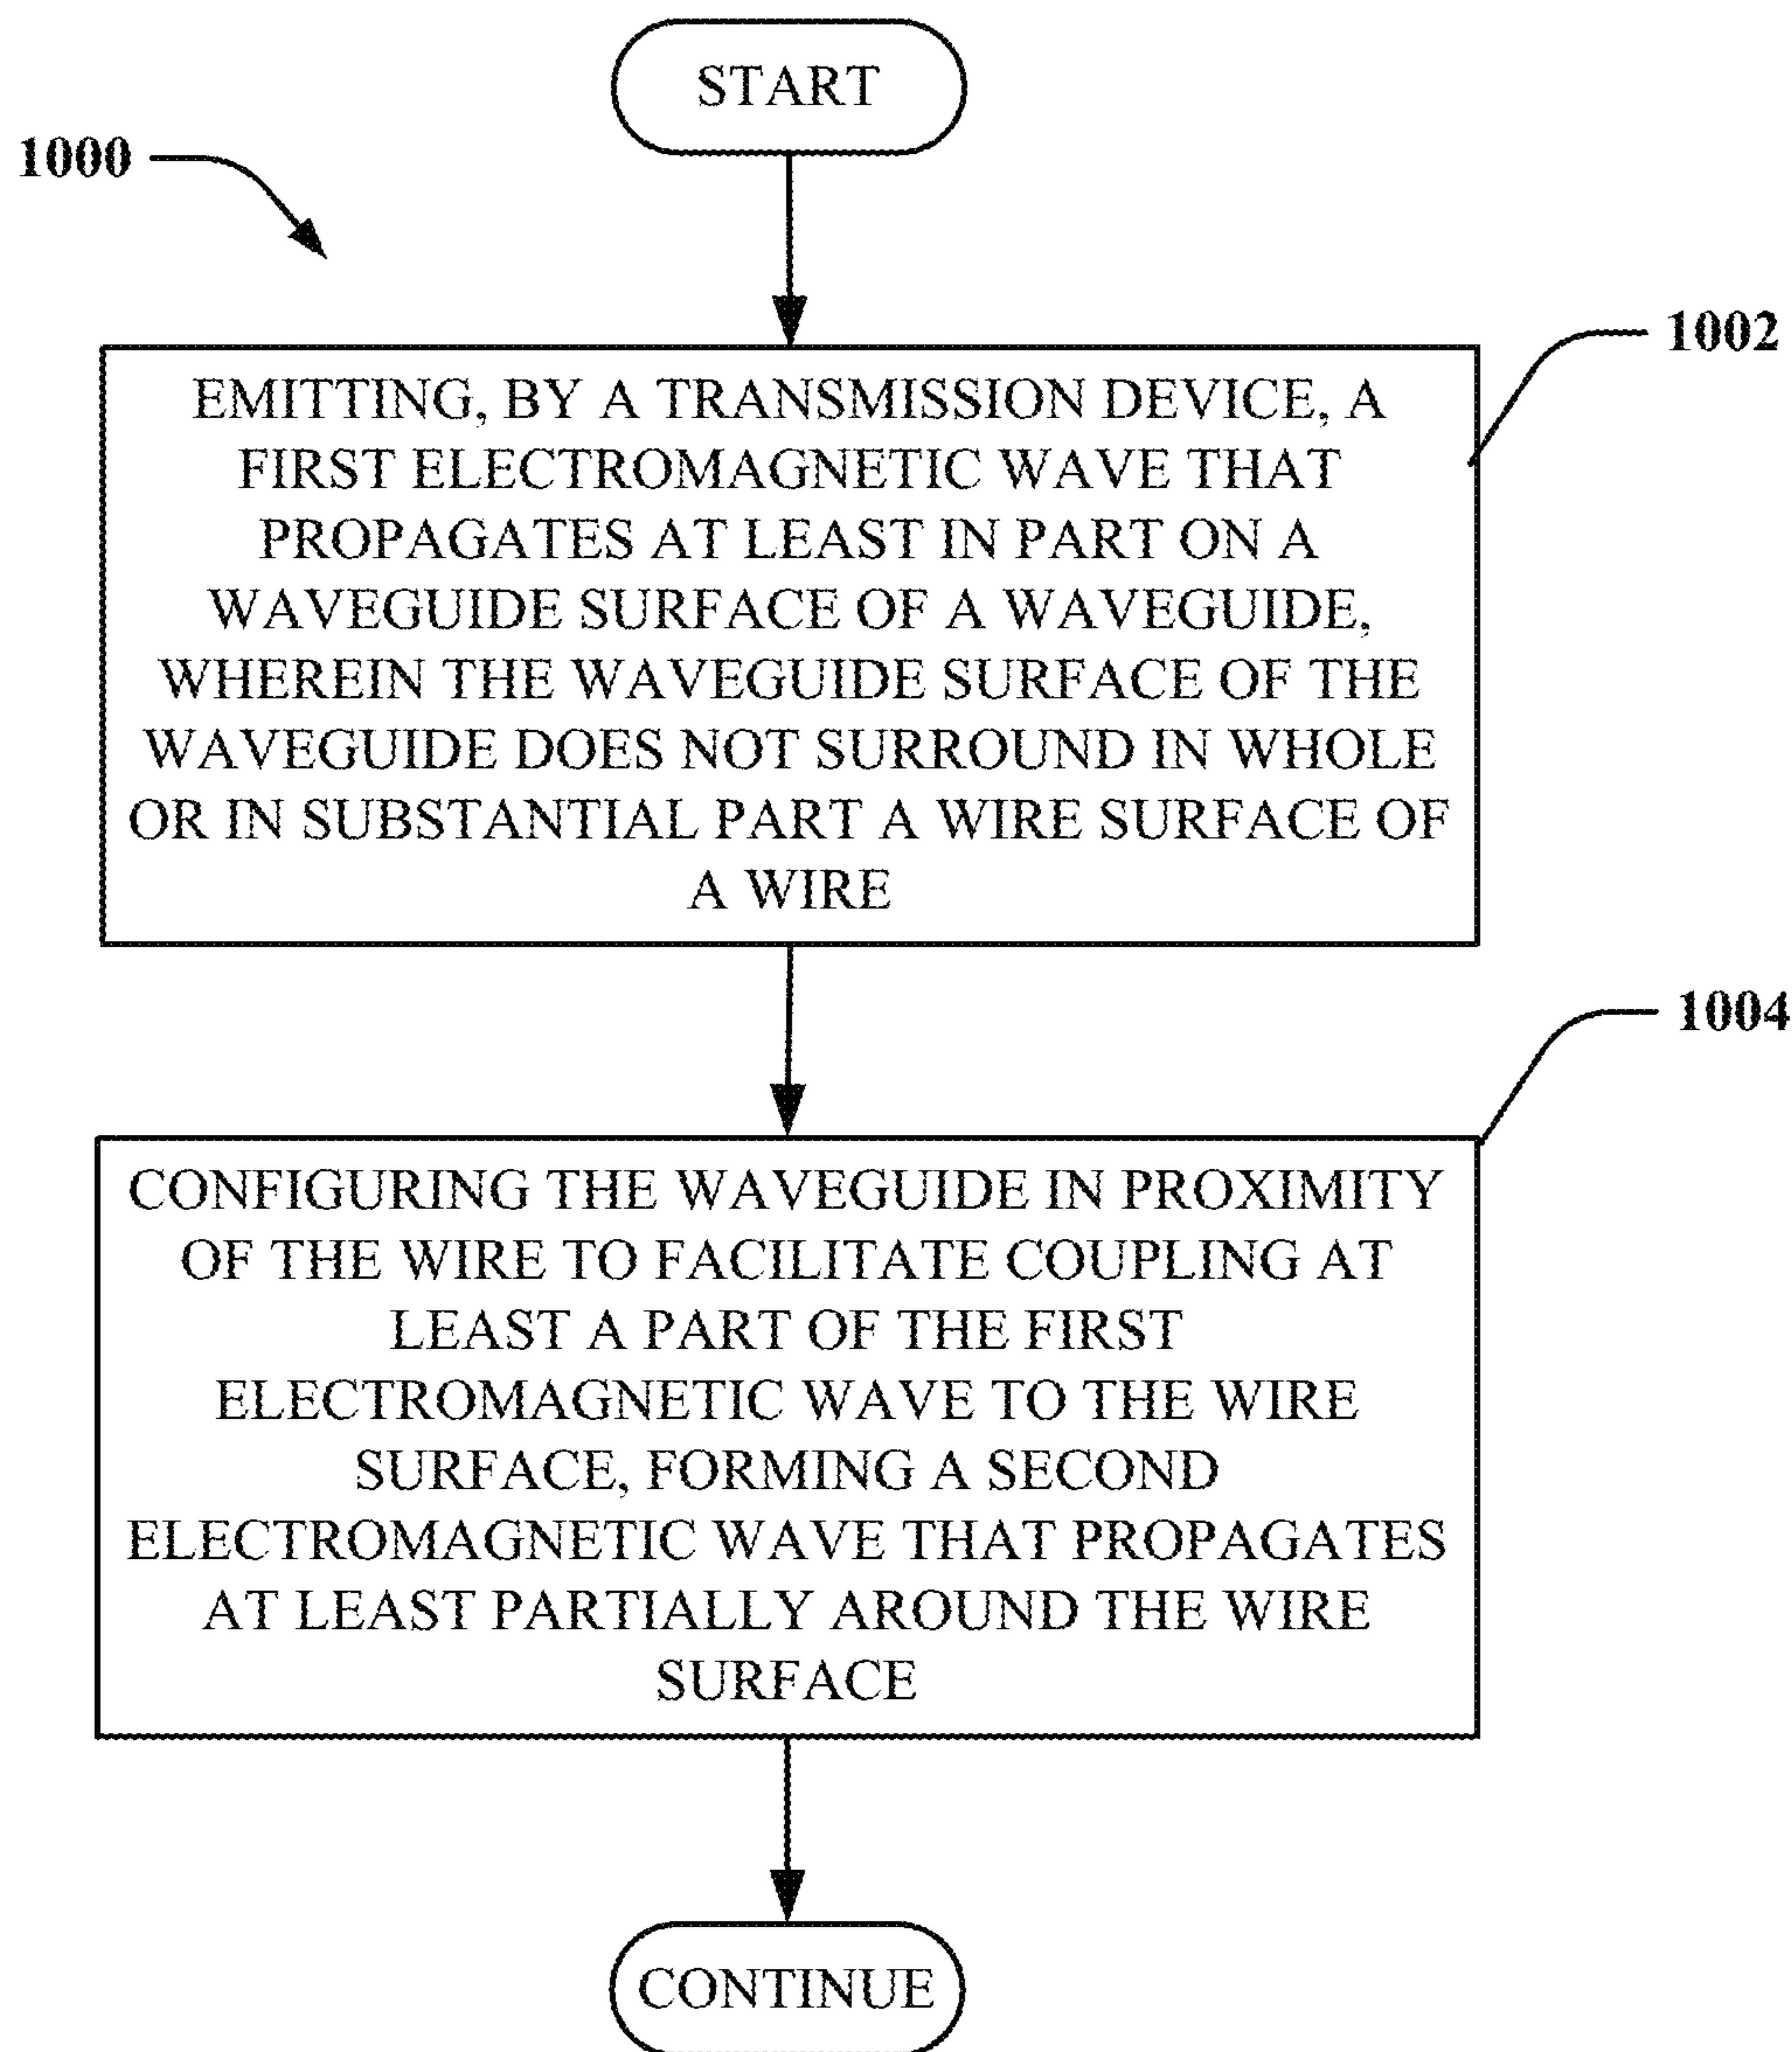 START
1000
1002
EMITTING, BY A TRANSMISSION DEVICE, A
FIRST ELECTROMAGNETIC WAVE THAT
PROPAGATES AT LEAST IN PART ON A
WAVEGUIDE SURFACE OF A WAVEGUIDE,
WHEREIN THE WAVEGUIDE SURFACE OF THE
WAVEGUIDE DOES NOT SURROUND IN WHOLE
OR IN SUBSTANTIAL PART A WIRE SURFACE OF
A WIRE
1004
CONFIGURING THE WAVEGUIDE IN PROXIMITY
OF THE WIRE TO FACILITATE COUPLING AT
LEAST A PART OF THE FIRST
ELECTROMAGNETIC WAVE TO THE WIRE
SURFACE, FORMING A SECOND
ELECTROMAGNETIC WAVE THAT PROPAGATES
AT LEAST PARTIALLY AROUND THE WIRE
SURFACE
CONTINUE